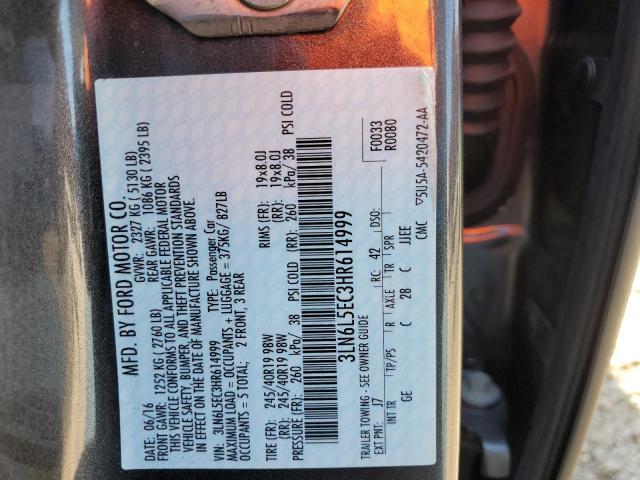 MFD. BY FORD MOTOR CO.
06/16 GVWR: 2327 KG ( 5130 LB)
FRONT GAWR: 1252 KG ( 2760 LB) REAR GAWR: 1086 KG ( 2395 LB)
THIS VEHICLE CONFORMS TO ALL APPLICABLE FEDERAL MOTOR
VEHICLE SAFETY, BUMPER, AND THEFT PREVENTION STANDARDS
IN EFFECT ON THE DATE OF MANUFACTURE SHOWN ABOVE.
VIN: 3LN6L5EC3HR614999 TYPE: Passenger Car
MAXIMUM LOAD = OCCUPANTS + LUGGAGE = 375KG/ 827LB
OCCUPANTS = 5 TOTAL; 2 FRONT, 3 REAR
TIRE (FR): 245/40R19 98W RIMS (FR): 19x8.0J
(RR): 245/40R19 98W (RR): 19x8.0J
PRESS (FR): 260 kPa/ 38 PSI COLD (RR): 260 kPa/ 38 PSI COLD
3LN6L5EC3HR614999
TRAILER TOWING - SEE OWNER GUIDE F0033
EXT PNT: J7 RC: 42 DSO: R0080
INT TR TP/PS R AXLE TR SPR
GE C 28 C JJEE
CMC ▽5U5A-5420472-AA